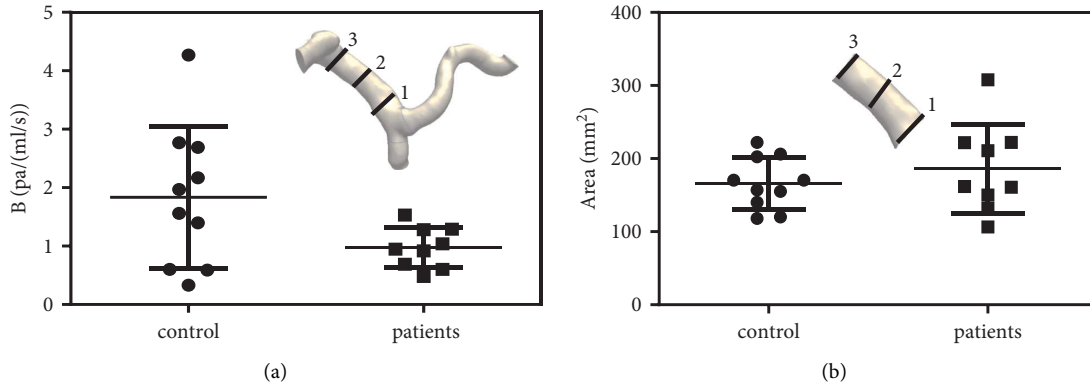 5
4
3
2
1
0
B (pa/(ml/s))
control
patients
3
2
1
(a)
400
300
200
100
0
Area (mm²)
control
patients
3
2
1
(b)